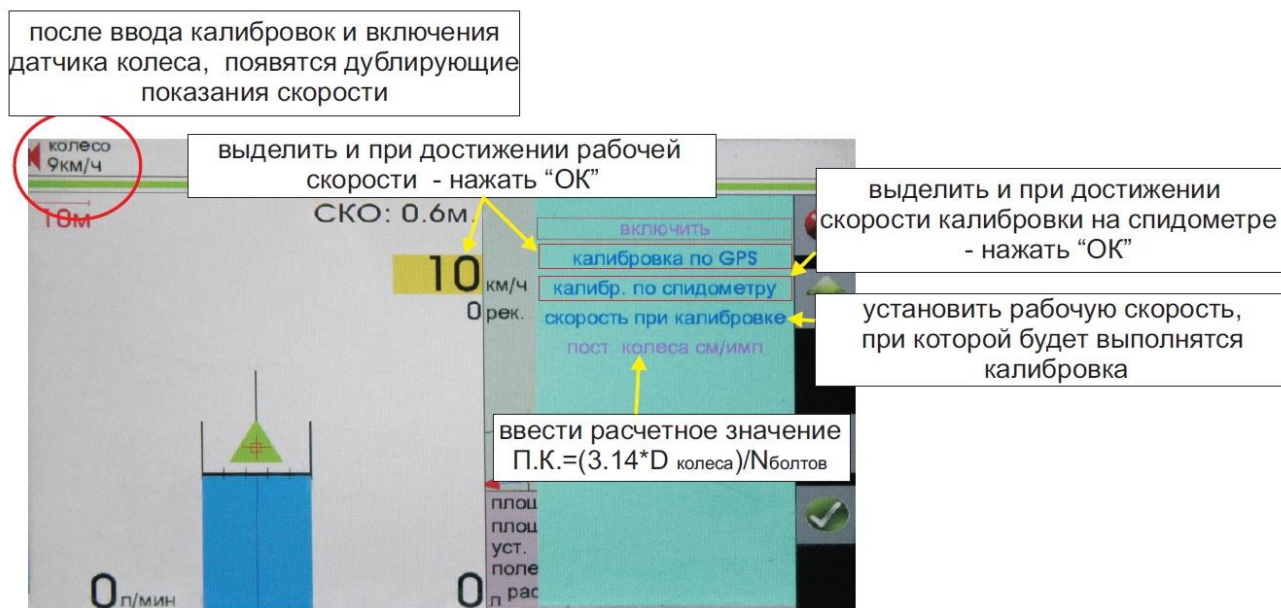 после ввода калибровок и включения
датчика колеса, появятся дублирующие
показания скорости
колесо
9км/ч
выделить и при достижении рабочей
скорости - нажать “ОК”
выделить и при достижении
скорости калибровки на спидометре
- нажать “ОК”
10м
СКО: 0.6м.
включить
калибровка по GPS
10 км/ч
калибр. по спидометру
0 рек.
скорость при калибровке
установить рабочую скорость,
при которой будет выполнятся
калибровка
пост. колеса см/имп
ввести расчетное значение
П.К.=(3.14*D колеса)/Nболтов
площ
площ
уст.
поле
0 л/мин
0 л
рас